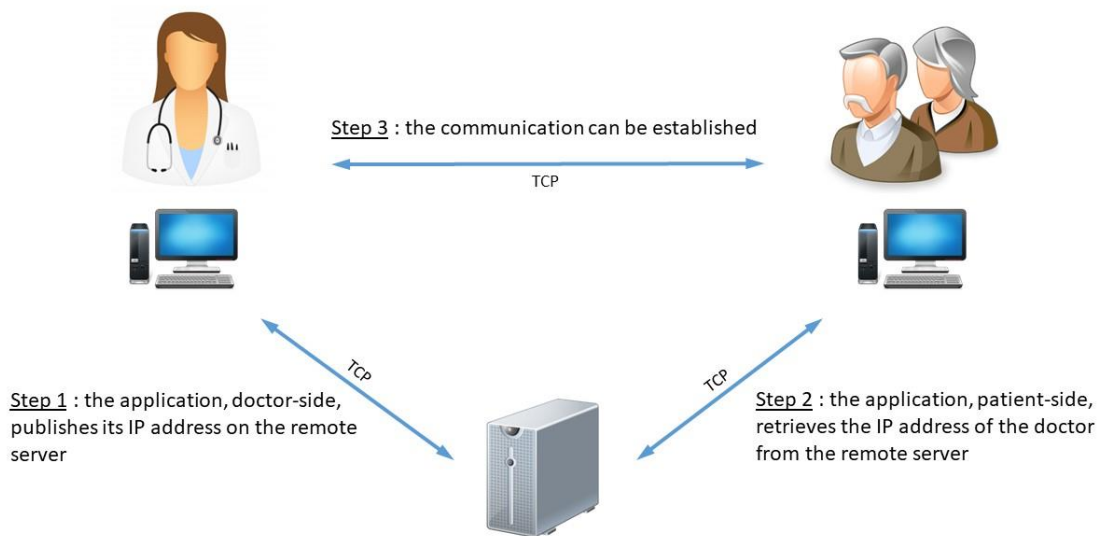 Step 3 : the communication can be established
TCP
TCP
TCP
Step 1 : the application, doctor-side,
publishes its IP address on the remote
server
Step 2 : the application, patient-side,
retrieves the IP address of the doctor
from the remote server